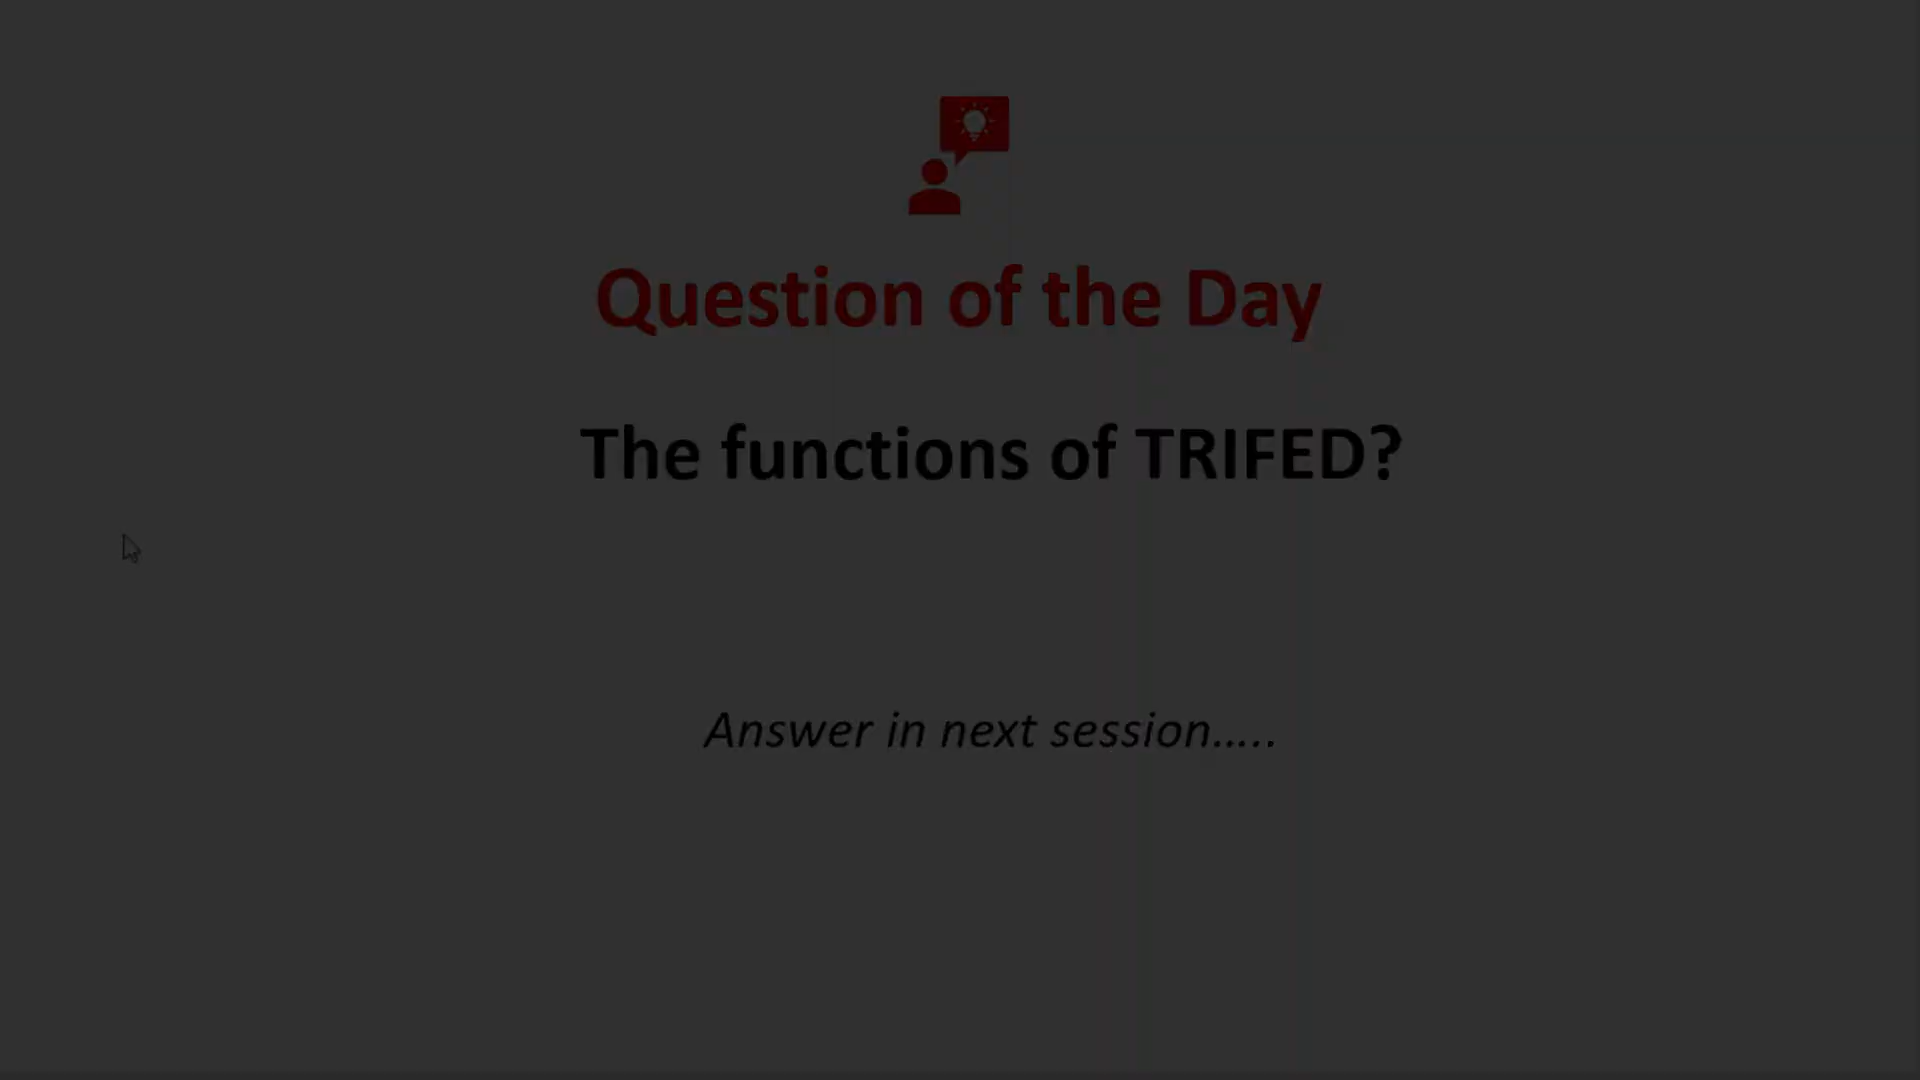 Question of the Day
The functions of TRIFED?
Answer in next session.....